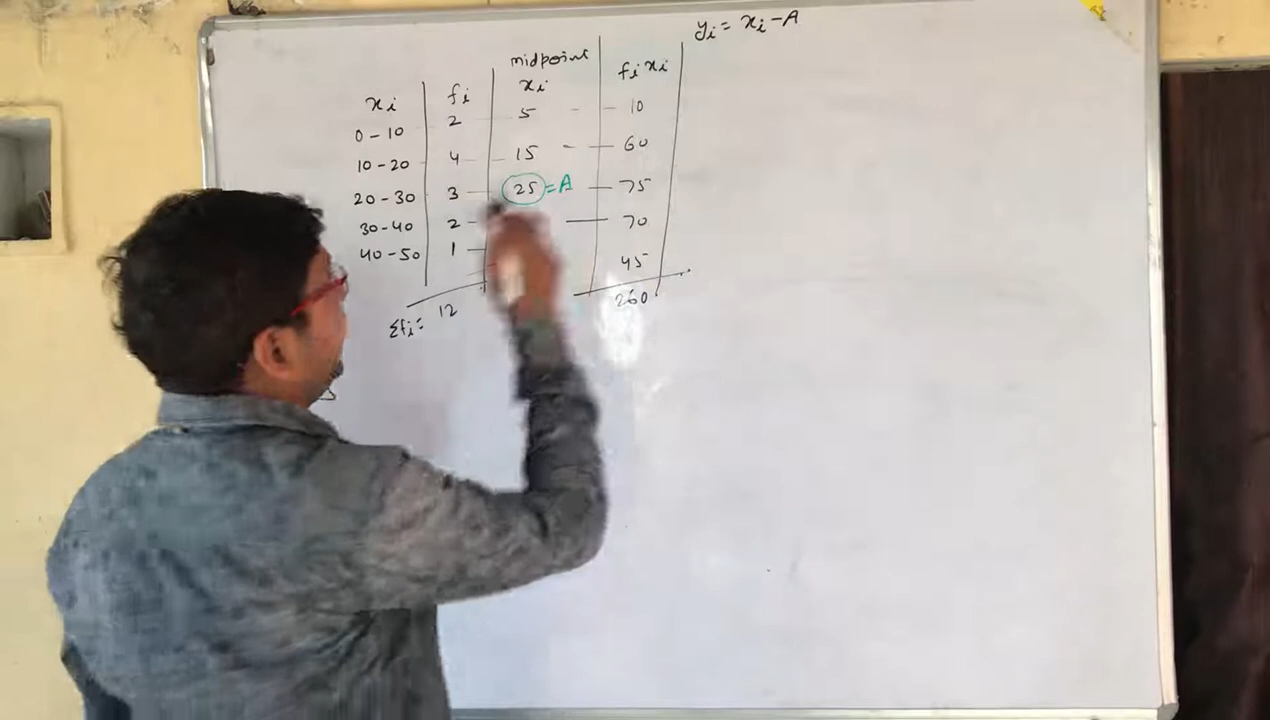 yi = xi - A
midpoint
xi fi xi fixi
0-10 2 5 - 10
10-20 4 15 - 60
20-30 3 25 = A - 75
30-40 2 - 70
40-50 1 45
Σfi = 12 260